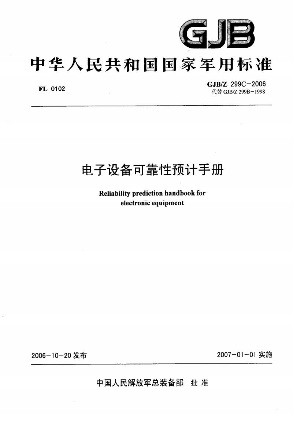 GJB
中华人民共和国国家军用标准
FL 0102
GJB/Z 299C-2006
代替 GJB/Z 299B-1998
电子设备可靠性预计手册
Reliability prediction handbook for
electronic equipment
2006-10-20 发布
2007-01-01 实施
中国人民解放军总装备部 批 准